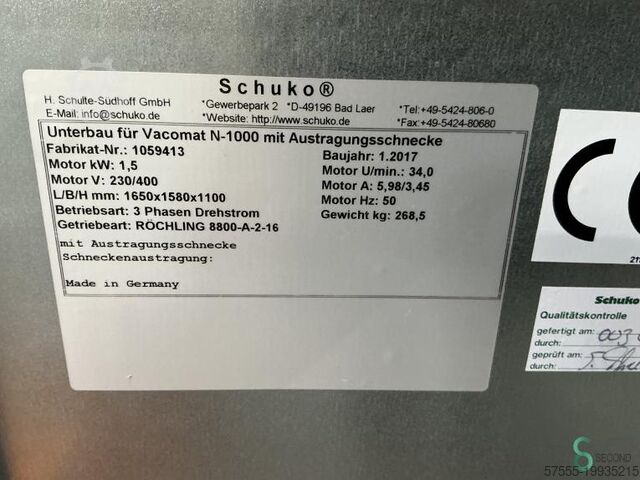 Schuko®
H. Schulte-Südhoff GmbH *Gewerbepark 2 *D-49196 Bad Laer *Tel:+49-5424-806-0
E-Mail: info@schuko.de *Website: http://www.schuko.de *Fax:+49-5424-80680
Unterbau für Vacomat N-1000 mit Austragungsschnecke
Fabrikat-Nr.: 1059413 Baujahr: 1.2017
Motor kW: 1,5 Motor U/min.: 34,0
Motor V: 230/400 Motor A: 5,98/3,45
L/B/H mm: 1650x1580x1100 Motor Hz: 50
Betriebsart: 3 Phasen Drehstrom Gewicht kg: 268,5
Getriebeart: RÖCHLING 8800-A-2-16
mit Austragungsschnecke
Schneckenaustragung:
Made in Germany
CE
Schuko
Qualitätskontrolle
gefertigt am:
durch:
geprüft am:
durch:
SECOND
57555-19935215